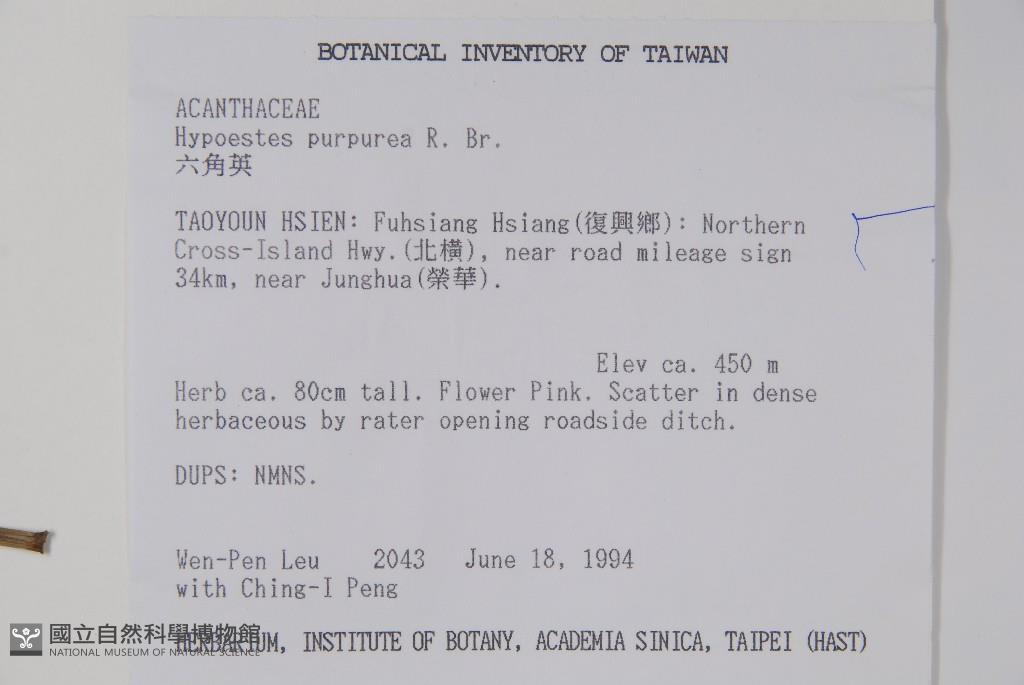 BOTANICAL INVENTORY OF TAIWAN
ACANTHACEAE
Hypoestes purpurea R. Br.
六角英
TAOYOUN HSIEN: Fuhsiang Hsiang(復興鄉): Northern
Cross-Island Hwy.(北橫), near road mileage sign
34km, near Junghua(榮華).
Elev ca. 450 m
Herb ca. 80cm tall. Flower Pink. Scatter in dense
herbaceous by rater opening roadside ditch.
DUPS: NMNS.
Wen-Pen Leu 2043 June 18, 1994
with Ching-I Peng
HERBARIUM, INSTITUTE OF BOTANY, ACADEMIA SINICA, TAIPEI (HAST)
國立自然科學博物館
NATIONAL MUSEUM OF NATURAL SCIENCE